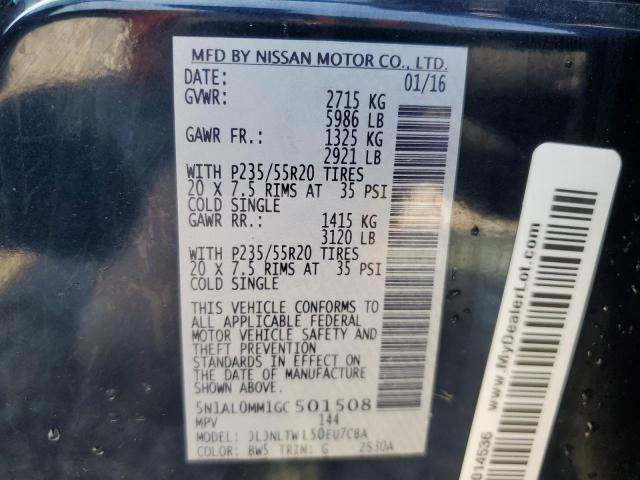 MFD BY NISSAN MOTOR CO., LTD.
DATE: 01/16
GVWR: 2715 KG
5986 LB
GAWR FR.: 1325 KG
2921 LB
WITH P235/55R20 TIRES
20 X 7.5 RIMS AT 35 PSI
COLD SINGLE
GAWR RR.: 1415 KG
3120 LB
WITH P235/55R20 TIRES
20 X 7.5 RIMS AT 35 PSI
COLD SINGLE
THIS VEHICLE CONFORMS TO
ALL APPLICABLE FEDERAL
MOTOR VEHICLE SAFETY AND
THEFT PREVENTION
STANDARDS IN EFFECT ON
THE DATE OF MANUFACTURE
SHOWN ABOVE.
5N1AL0MM1GC501508
MPV 144
MODEL: JLJNLTWL50EU7CBA
COLOR: BW5 TRIM: G 2S30A
www.MyDealerLot.com
014536